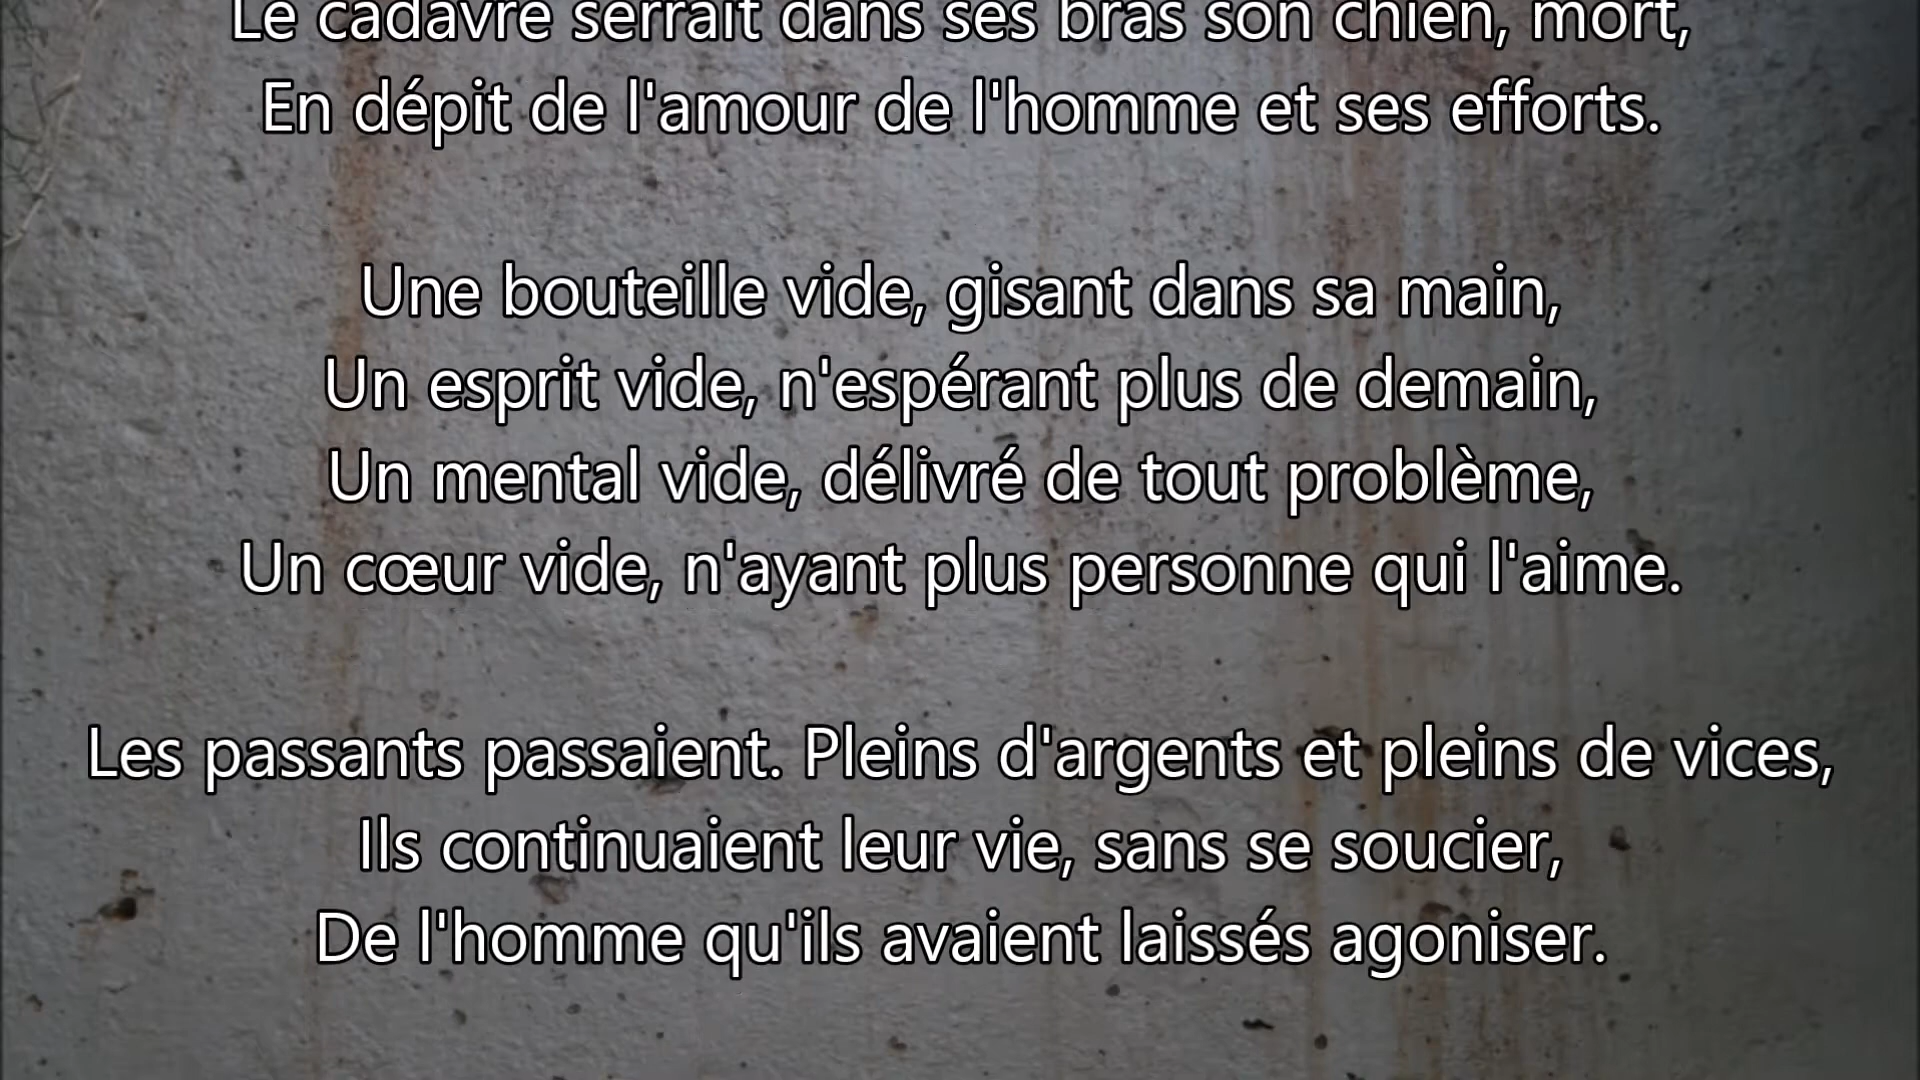 Le cadavre serrait dans ses bras son chien, mort,
En dépit de l'amour de l'homme et ses efforts.
Une bouteille vide, gisant dans sa main,
Un esprit vide, n'espérant plus de demain,
Un mental vide, délivré de tout problème,
Un cœur vide, n'ayant plus personne qui l'aime.
Les passants passaient. Pleins d'argents et pleins de vices,
Ils continuaient leur vie, sans se soucier,
De l'homme qu'ils avaient laissés agoniser.